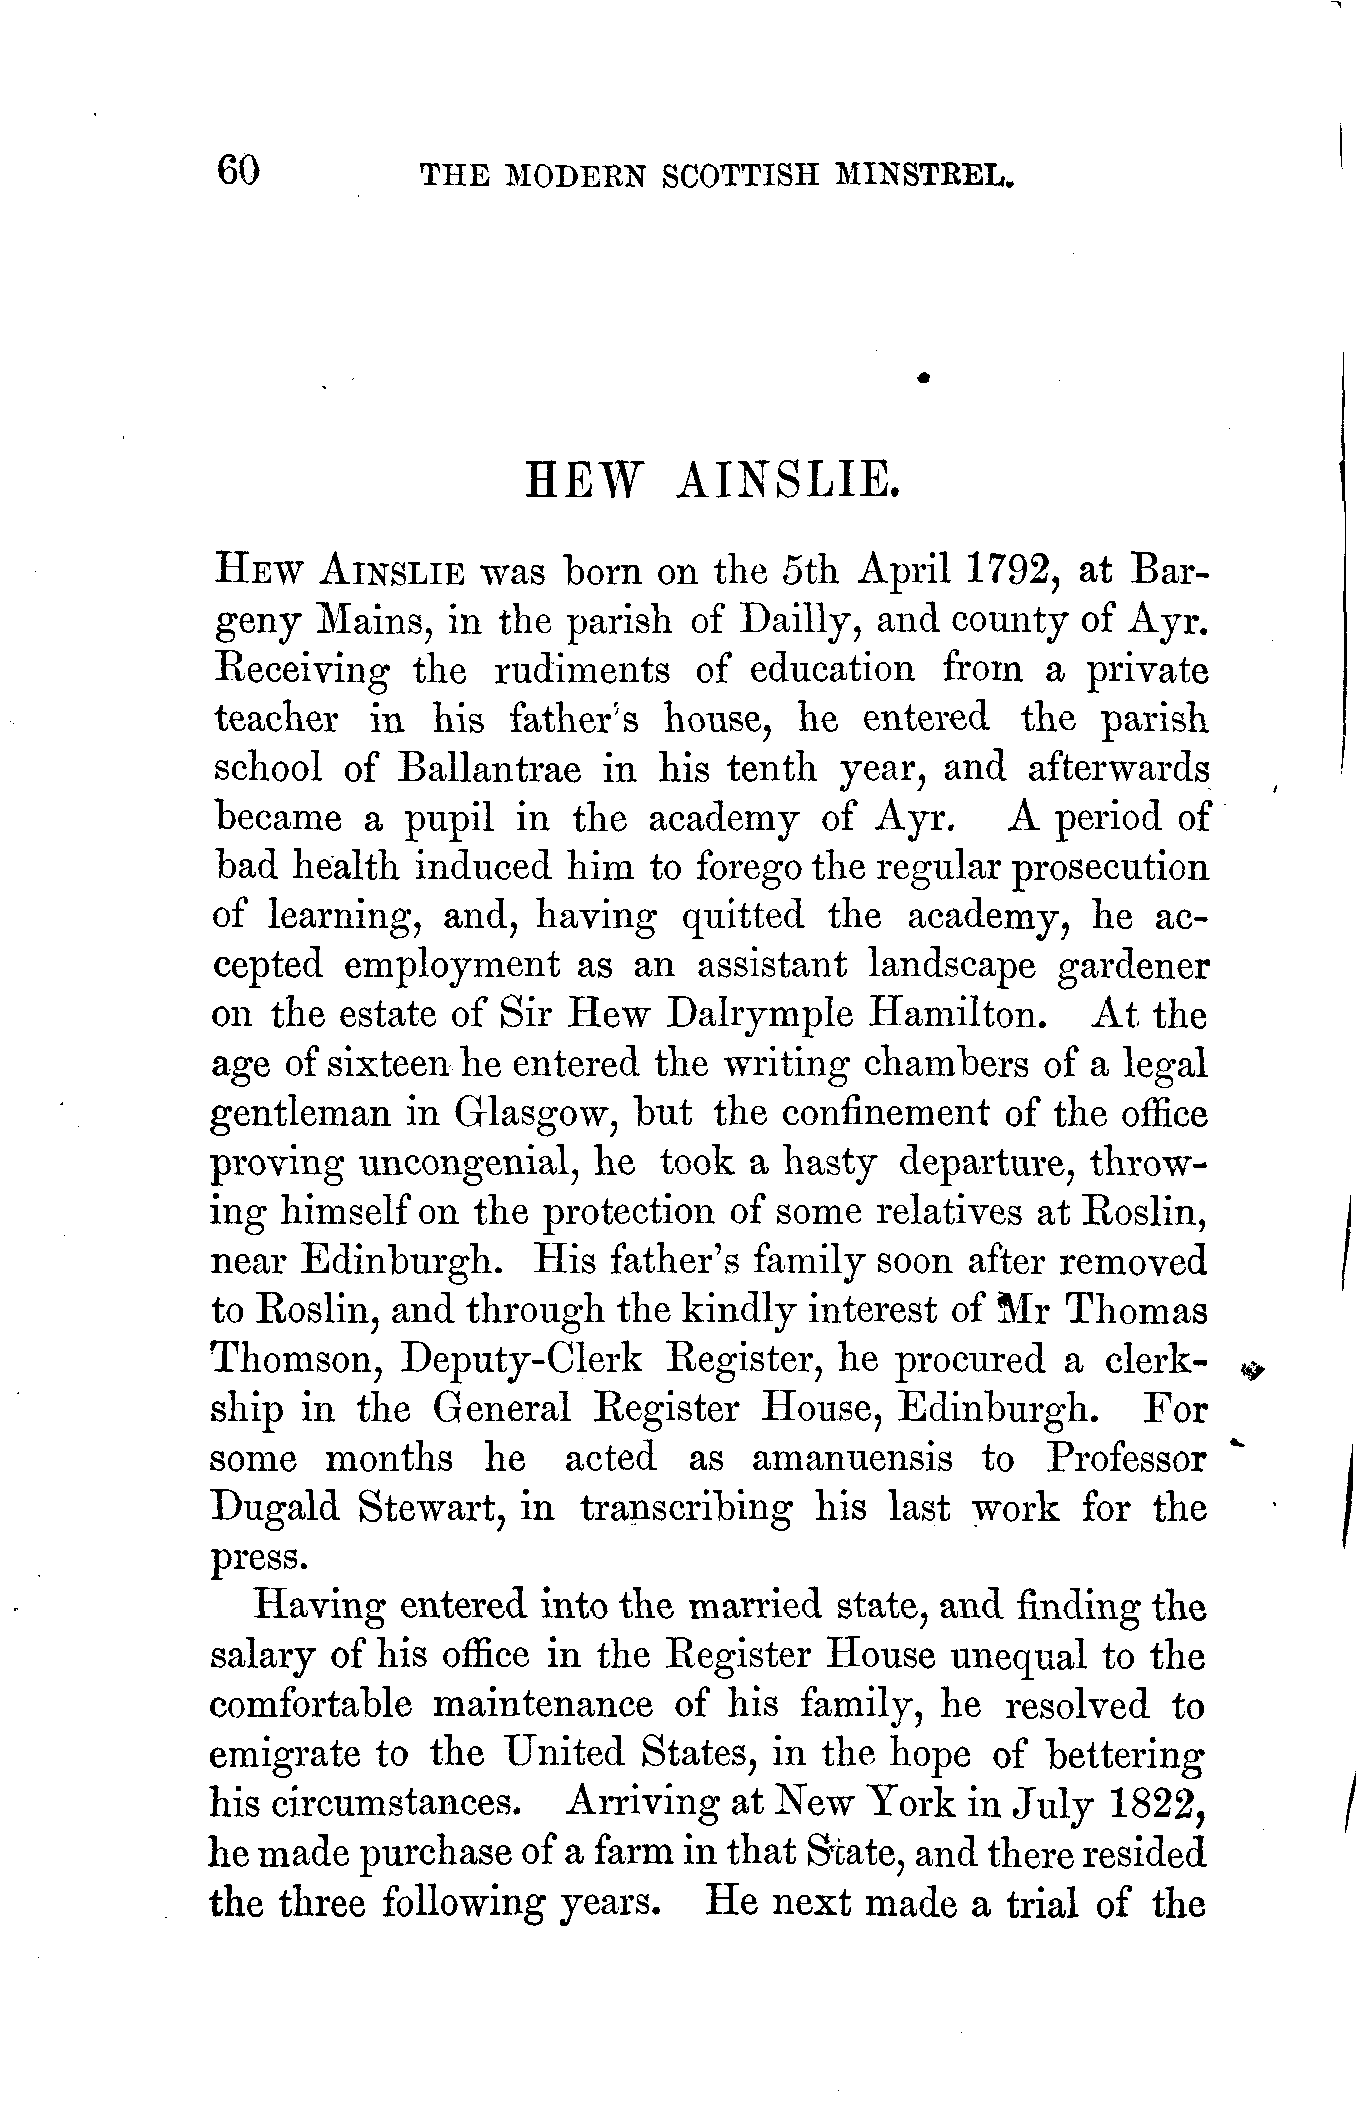 60 THE MODERN SCOTTISH MINSTREL.
HEW AINSLIE.
HEW AINSLIE was born on the 5th April 1792, at Bar-
geny Mains, in the parish of Dailly, and county of Ayr.
Receiving the rudiments of education from a private
teacher in his father's house, he entered the parish
school of Ballantrae in his tenth year, and afterwards
became a pupil in the academy of Ayr. A period of
bad health induced him to forego the regular prosecution
of learning, and, having quitted the academy, he ac-
cepted employment as an assistant landscape gardener
on the estate of Sir Hew Dalrymple Hamilton. At the
age of sixteen he entered the writing chambers of a legal
gentleman in Glasgow, but the confinement of the office
proving uncongenial, he took a hasty departure, throw-
ing himself on the protection of some relatives at Roslin,
near Edinburgh. His father's family soon after removed
to Roslin, and through the kindly interest of Mr Thomas
Thomson, Deputy-Clerk Register, he procured a clerk-
ship in the General Register House, Edinburgh. For
some months he acted as amanuensis to Professor
Dugald Stewart, in transcribing his last work for the
press.
Having entered into the married state, and finding the
salary of his office in the Register House unequal to the
comfortable maintenance of his family, he resolved to
emigrate to the United States, in the hope of bettering
his circumstances. Arriving at New York in July 1822,
he made purchase of a farm in that State, and there resided
the three following years. He next made a trial of the